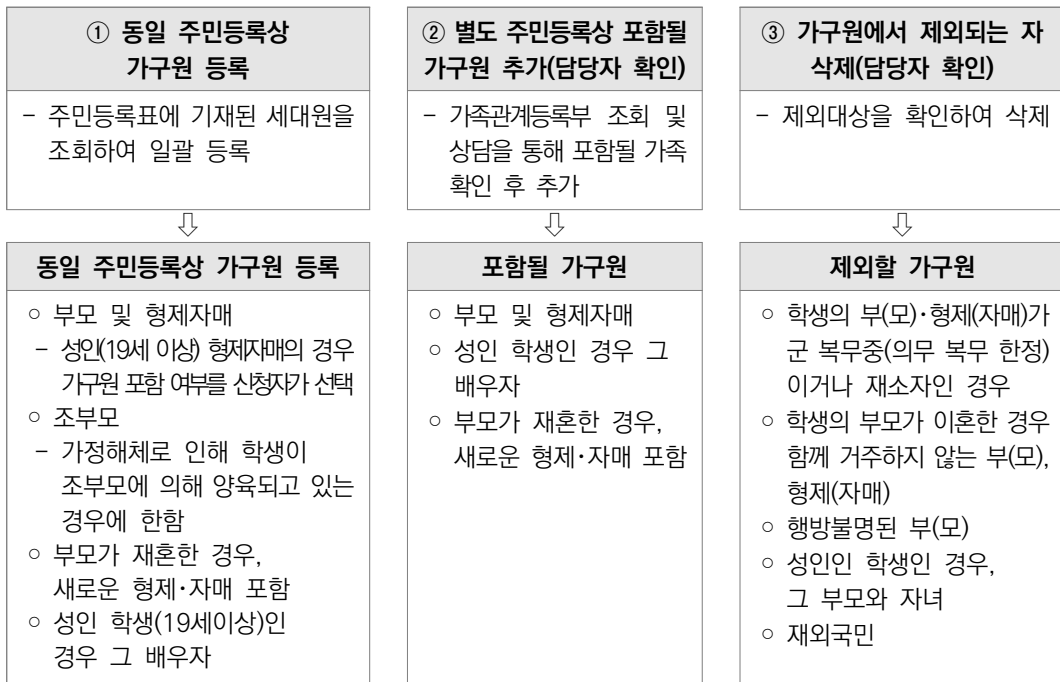 ① 동일 주민등록상
가구원 등록
- 주민등록표에 기재된 세대원을
조회하여 일괄 등록
⇩
동일 주민등록상 가구원 등록
○ 부모 및 형제자매
- 성인(19세 이상) 형제자매의 경우
가구원 포함 여부를 신청자가 선택
○ 조부모
- 가정해체로 인해 학생이
조부모에 의해 양육되고 있는
경우에 한함
○ 부모가 재혼한 경우,
새로운 형제·자매 포함
○ 성인 학생(19세이상)인
경우 그 배우자
② 별도 주민등록상 포함될
가구원 추가(담당자 확인)
- 가족관계등록부 조회 및
상담을 통해 포함될 가족
확인 후 추가
⇩
포함될 가구원
○ 부모 및 형제자매
○ 성인 학생인 경우 그
배우자
○ 부모가 재혼한 경우,
새로운 형제·자매 포함
③ 가구원에서 제외되는 자
삭제(담당자 확인)
- 제외대상을 확인하여 삭제
⇩
제외할 가구원
○ 학생의 부(모)·형제(자매)가
군 복무중(의무 복무 한정)
이거나 재소자인 경우
○ 학생의 부모가 이혼한 경우
함께 거주하지 않는 부(모),
형제(자매)
○ 행방불명된 부(모)
○ 성인인 학생인 경우,
그 부모와 자녀
○ 재외국민